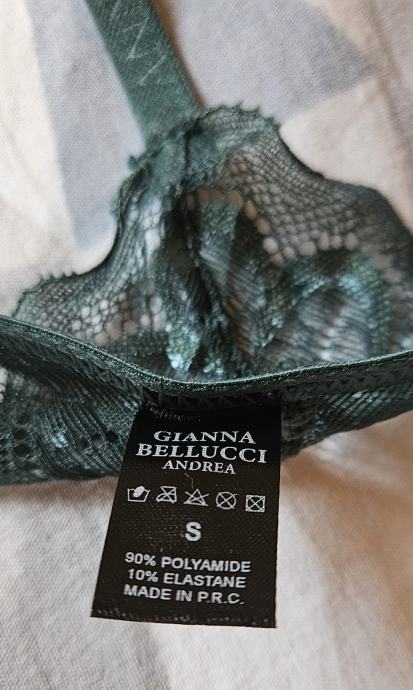 GIANNA
BELLUCCI
ANDREA
S
90% POLYAMIDE
10% ELASTANE
MADE IN P.R.C.